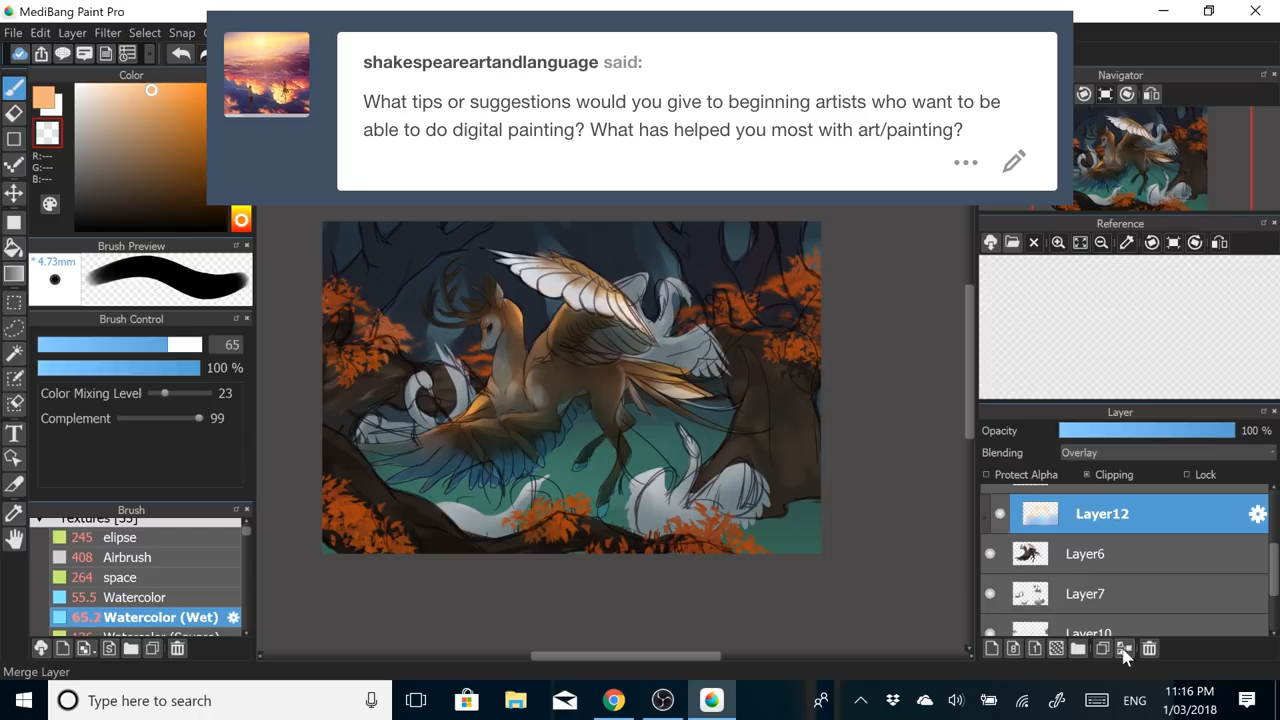 MediBang Paint Pro
File Edit Layer Filter Select Snap
Color
R:---
G:---
B:---
shakespeareartandlanguage said:
What tips or suggestions would you give to beginning artists who want to be
able to do digital painting? What has helped you most with art/painting?
Brush Preview
* 4.73mm
Brush Control
65
100 %
Color Mixing Level 23
Complement 99
Brush
Textures [33]
245 elipse
408 Airbrush
264 space
55.5 Watercolor
65.2 Watercolor (Wet)
Navigator
Reference
Layer
Opacity 100 %
Blending Overlay
Protect Alpha Clipping Lock
Layer12
Layer6
Layer7
Layer10
Merge Layer
Type here to search
ENG
11:16 PM
1/03/2018